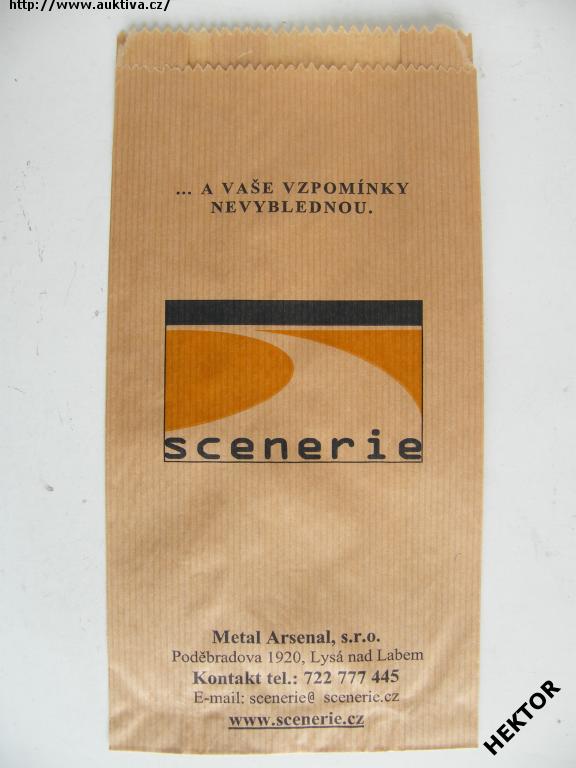 http://www.auktiva.cz/
... A VAŠE VZPOMÍNKY
NEVYBLEDNOU.
scenerie
Metal Arsenal, s.r.o.
Poděbradova 1920, Lysá nad Labem
Kontakt tel.: 722 777 445
E-mail: scenerie@ scenerie.cz
www.scenerie.cz
HEKTOR